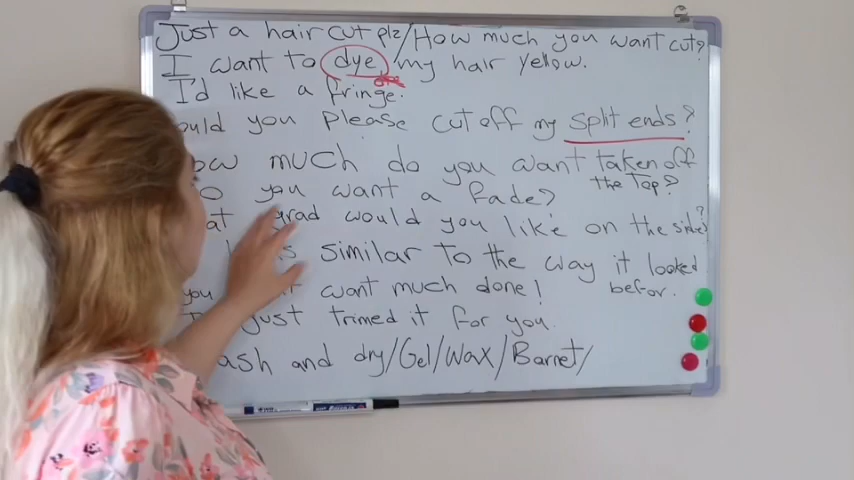 Just a hair cut plz/How much you want cut?
I want to dye my hair yellow.
I'd like a fringe.
ould you please cut off my split ends?
ow much do you want taken off the Top?
o you want a fade?
at grad would you like on the side?
s similar to the way it looked befor.
you want much done!
just trimed it for you.
ash and dry/Gel/Wax/Barnet/